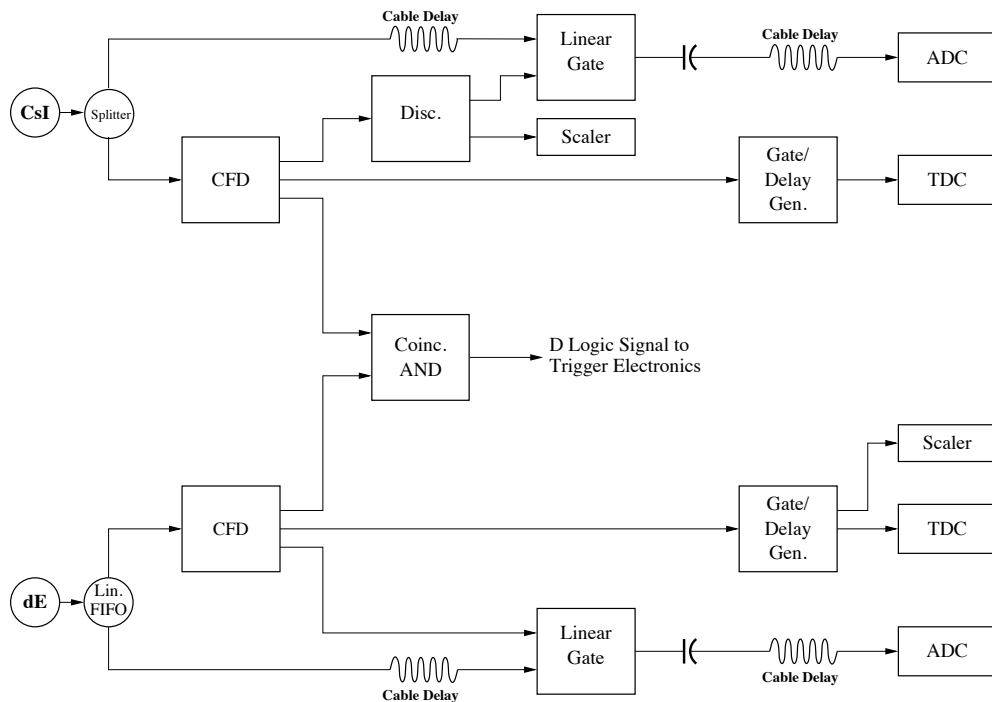 Cable Delay
Cable Delay
Linear
Gate
ADC
CsI
Splitter
Disc.
Scaler
CFD
Gate/
Delay
Gen.
TDC
Coinc.
AND
D Logic Signal to
Trigger Electronics
Scaler
CFD
Gate/
Delay
Gen.
TDC
dE
Lin.
FIFO
Linear
Gate
ADC
Cable Delay
Cable Delay